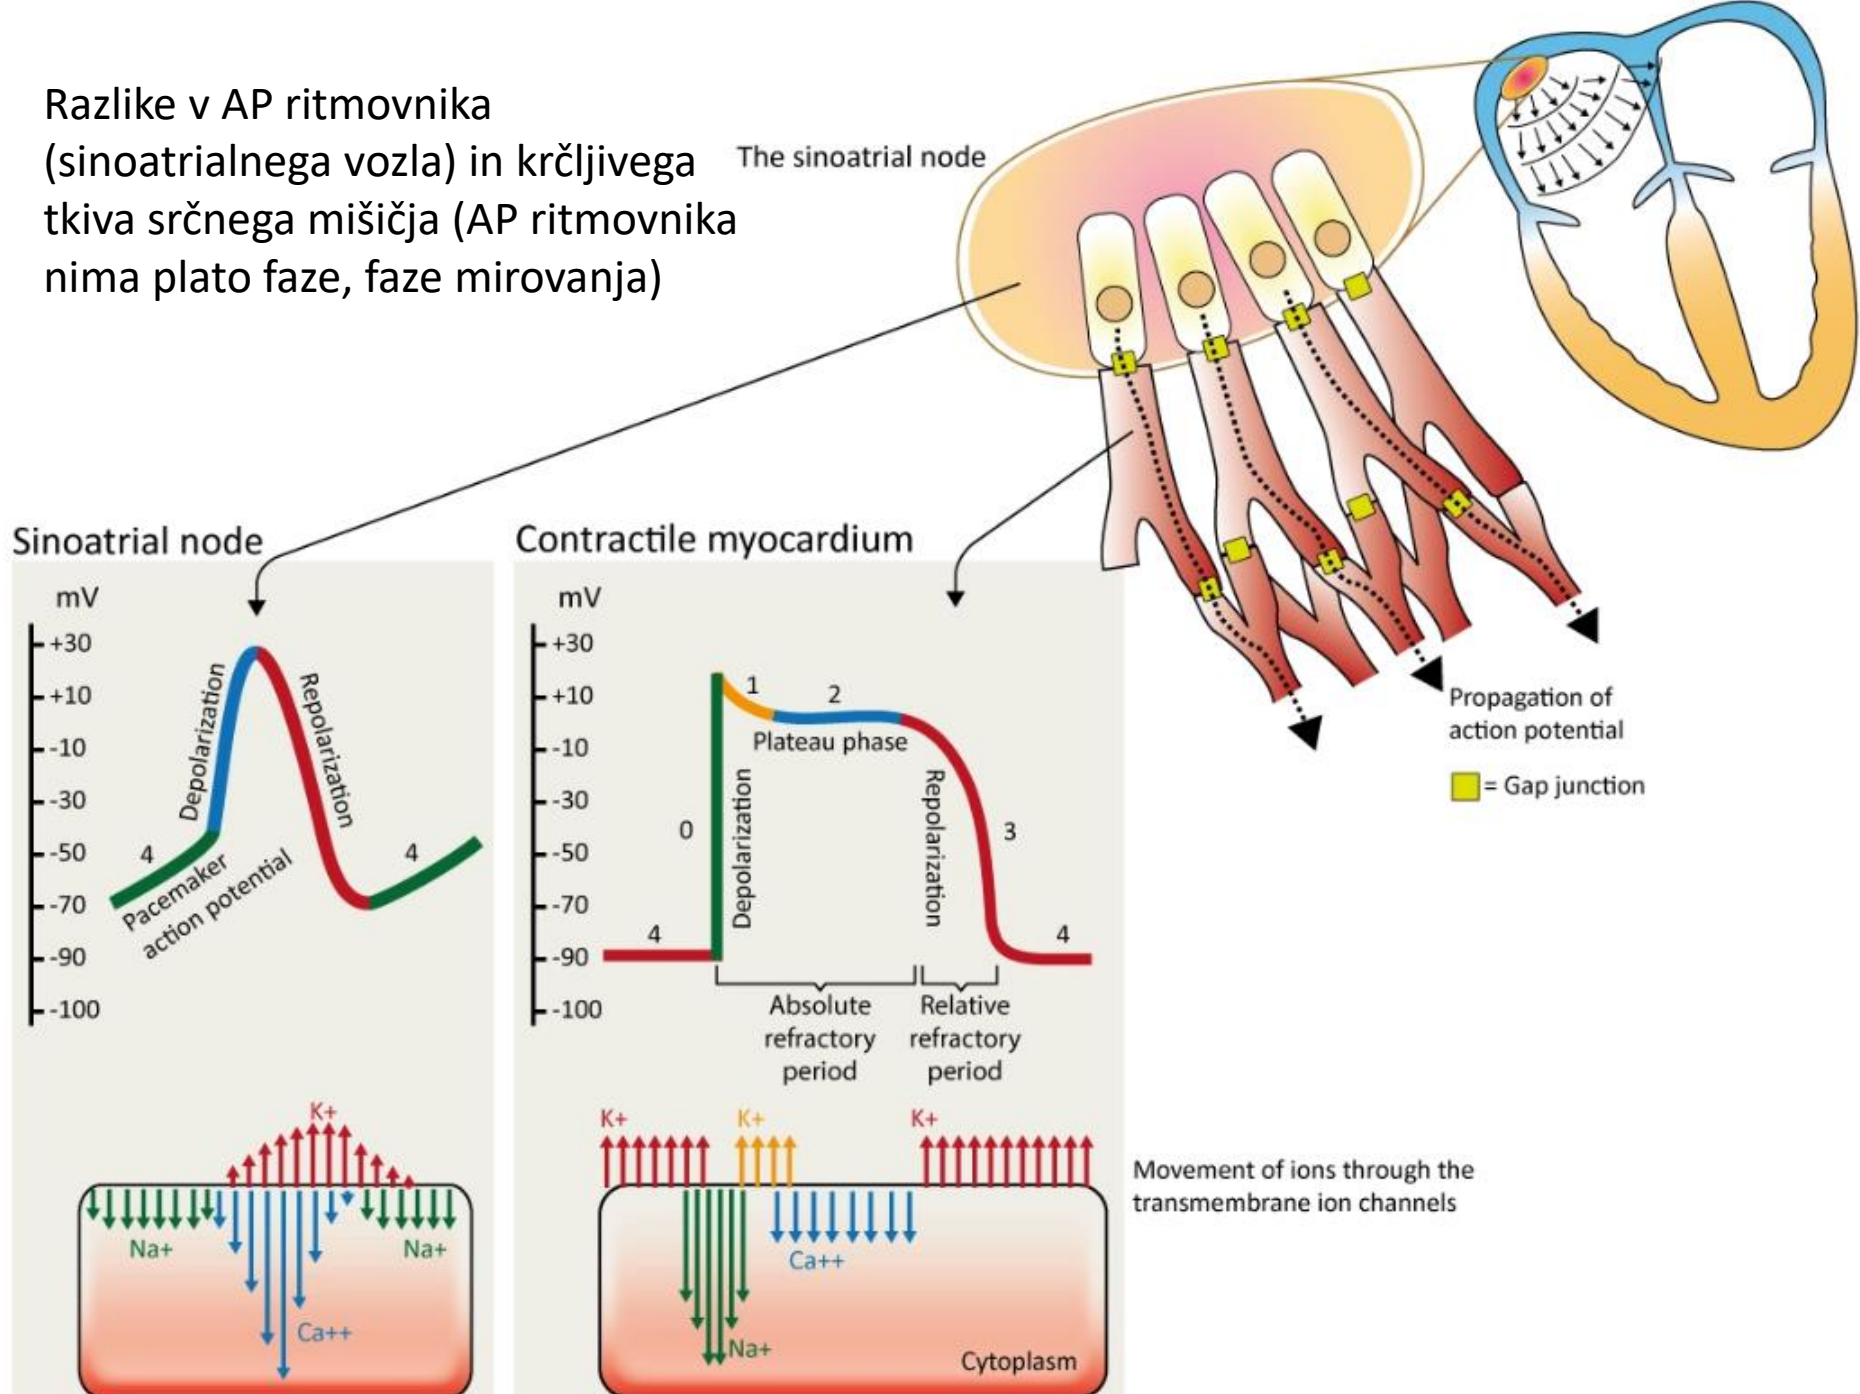 Razlike v AP ritmovnika
(sinoatrialnega vozla) in krčljivega
tkiva srčnega mišičja (AP ritmovnika
nima plato faze, faze mirovanja)
The sinoatrial node
Propagation of
action potential
= Gap junction
Sinoatrial node
mV
+30
+10
-10
-30
-50
-70
-90
-100
Depolarization
Repolarization
4
4
Pacemaker
action potential
K+
Na+
Na+
Ca++
Contractile myocardium
mV
+30
+10
-10
-30
-50
-70
-90
-100
1
2
Plateau phase
0
Depolarization
Repolarization
3
4
4
Absolute
refractory
period
Relative
refractory
period
K+
K+
K+
Ca++
Na+
Cytoplasm
Movement of ions through the
transmembrane ion channels